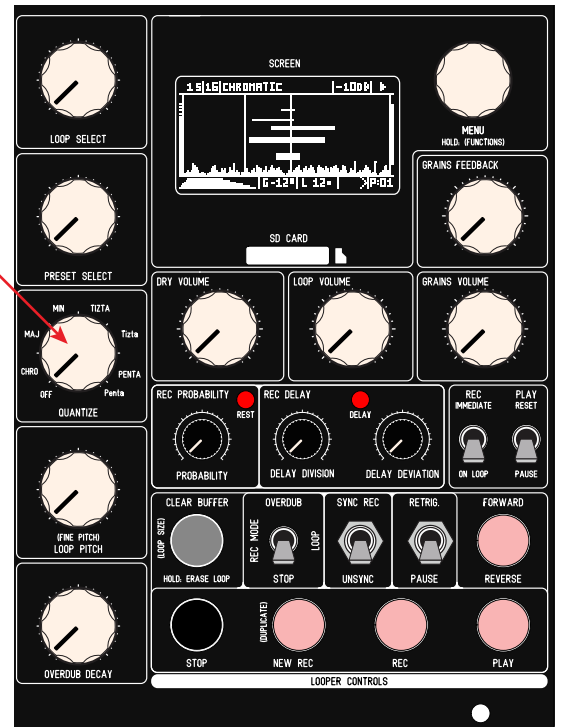 SCREEN
15|16|CHROMATIC |-100
G-12 L 12 P:01
LOOP SELECT
MENU
HOLD: (FUNCTIONS)
GRAINS FEEDBACK
SD CARD
PRESET SELECT
DRY VOLUME
LOOP VOLUME
GRAINS VOLUME
MIN
TIZTA
MAJ
Tizta
CHRO
PENTA
OFF
Penta
QUANTIZE
REC PROBABILITY
REST
PROBABILITY
REC DELAY
DELAY
DELAY DIVISION
DELAY DEVIATION
REC
IMMEDIATE
ON LOOP
PLAY
RESET
PAUSE
(FINE PITCH)
LOOP PITCH
CLEAR BUFFER
(LOOP SIZE)
HOLD: ERASE LOOP
OVERDUB
REC MODE
LOOP
STOP
SYNC REC
UNSYNC
RETRIG.
PAUSE
FORWARD
REVERSE
OVERDUB DECAY
STOP
(DUPLICATE)
NEW REC
REC
PLAY
LOOPER CONTROLS